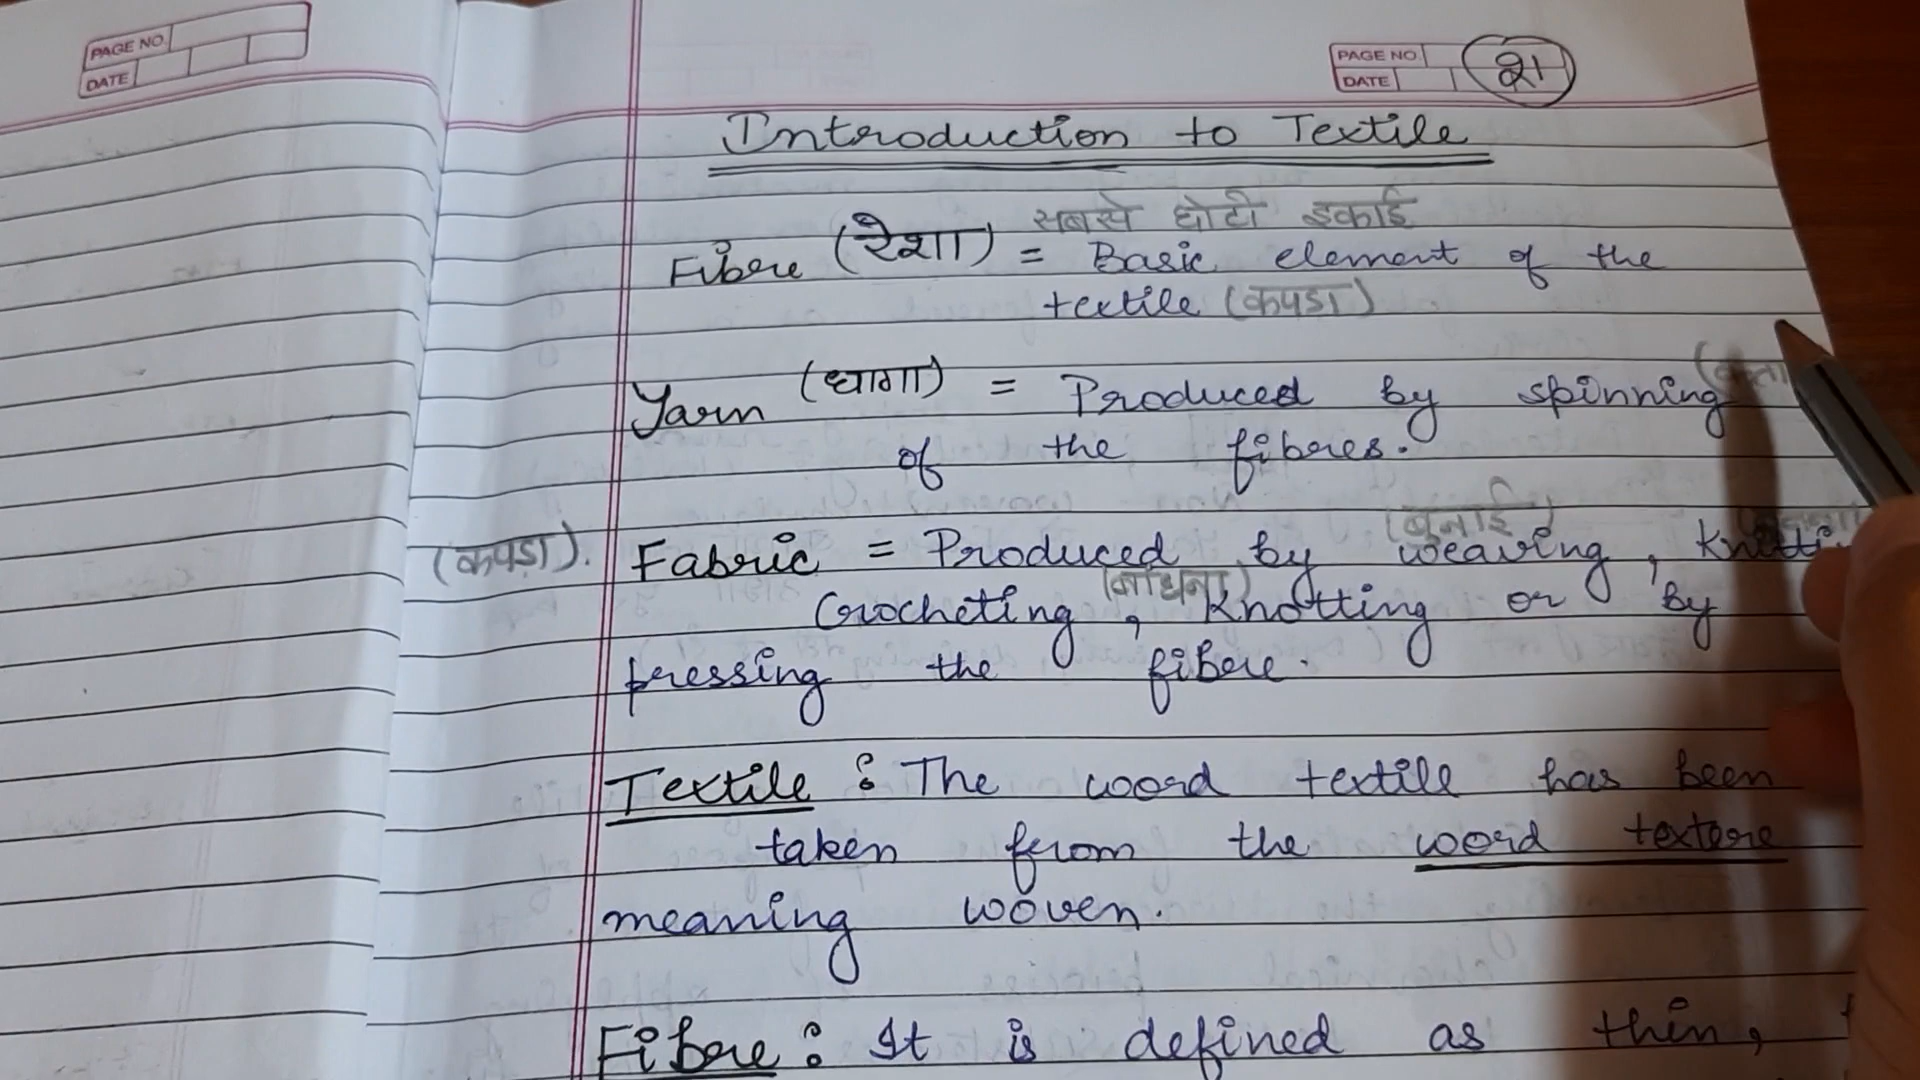 PAGE NO.
DATE
PAGE NO.
DATE
21
Introduction to Textile
सबसे छोटी इकाई
Fibre (रेशा) = Basic element of the
textile (कपडा)
Yarn (धागा) = Produced by spinning
of the fibres.
(बुनाई)
(कपडा). Fabric = Produced by weaving,
(बांधना)
Crocheting, Knotting or by
pressing the fibre.
Textile : The word textile has been
taken from the word textere
meaning woven.
Fibre : It is defined as thin,